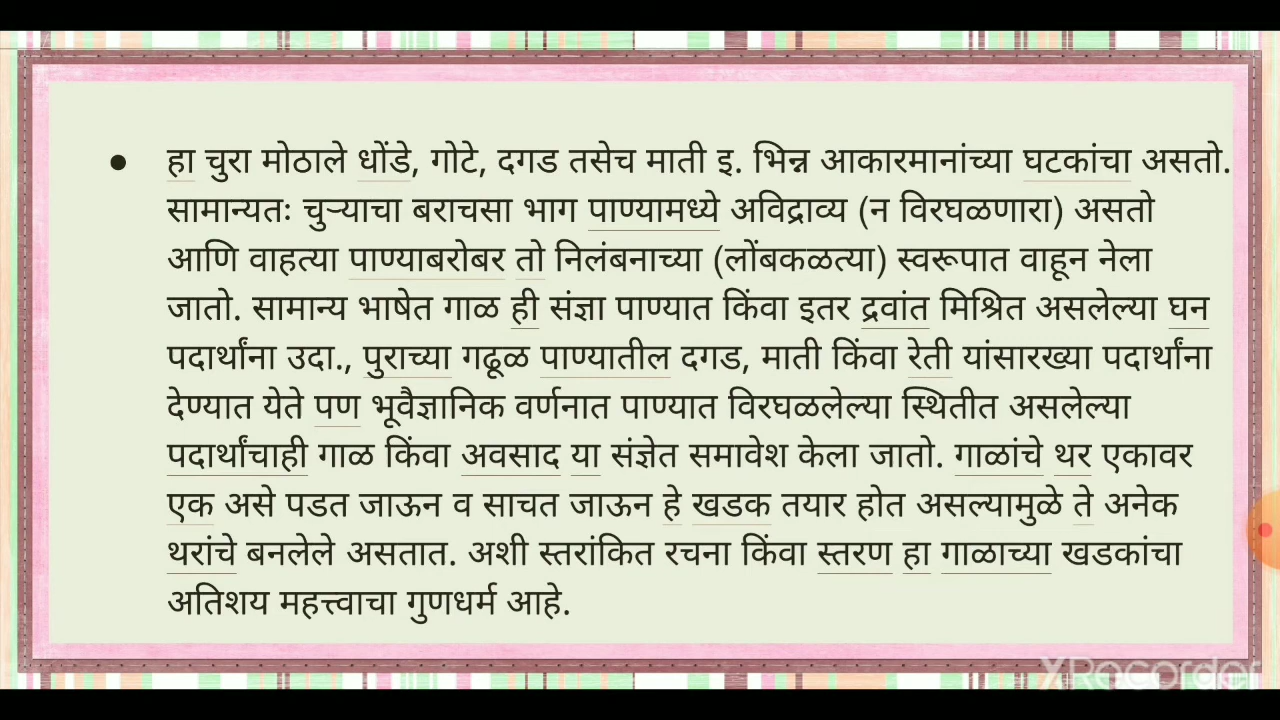 ● हा चुरा मोठाले धोंडे, गोटे, दगड तसेच माती इ. भिन्न आकारमानांच्या घटकांचा असतो.
सामान्यतः चुऱ्याचा बराचसा भाग पाण्यामध्ये अविद्राव्य (न विरघळणारा) असतो
आणि वाहत्या पाण्याबरोबर तो निलंबनाच्या (लोंबकळत्या) स्वरूपात वाहून नेला
जातो. सामान्य भाषेत गाळ ही संज्ञा पाण्यात किंवा इतर द्रवांत मिश्रित असलेल्या घन
पदार्थांना उदा., पुराच्या गढूळ पाण्यातील दगड, माती किंवा रेती यांसारख्या पदार्थांना
देण्यात येते पण भूवैज्ञानिक वर्णनात पाण्यात विरघळलेल्या स्थितीत असलेल्या
पदार्थांचाही गाळ किंवा अवसाद या संज्ञेत समावेश केला जातो. गाळांचे थर एकावर
एक असे पडत जाऊन व साचत जाऊन हे खडक तयार होत असल्यामुळे ते अनेक
थरांचे बनलेले असतात. अशी स्तरांकित रचना किंवा स्तरण हा गाळाच्या खडकांचा
अतिशय महत्त्वाचा गुणधर्म आहे.
XRecorder